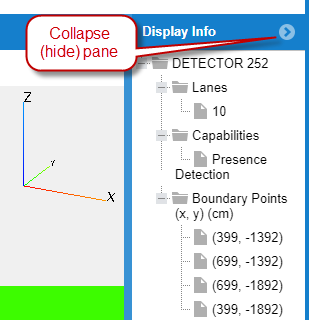 Collapse
(hide) pane
Display Info
DETECTOR 252
Lanes
10
Capabilities
Presence
Detection
Boundary Points
(x, y) (cm)
(399, -1392)
(699, -1392)
(699, -1892)
(399, -1892)
Z
Y
X